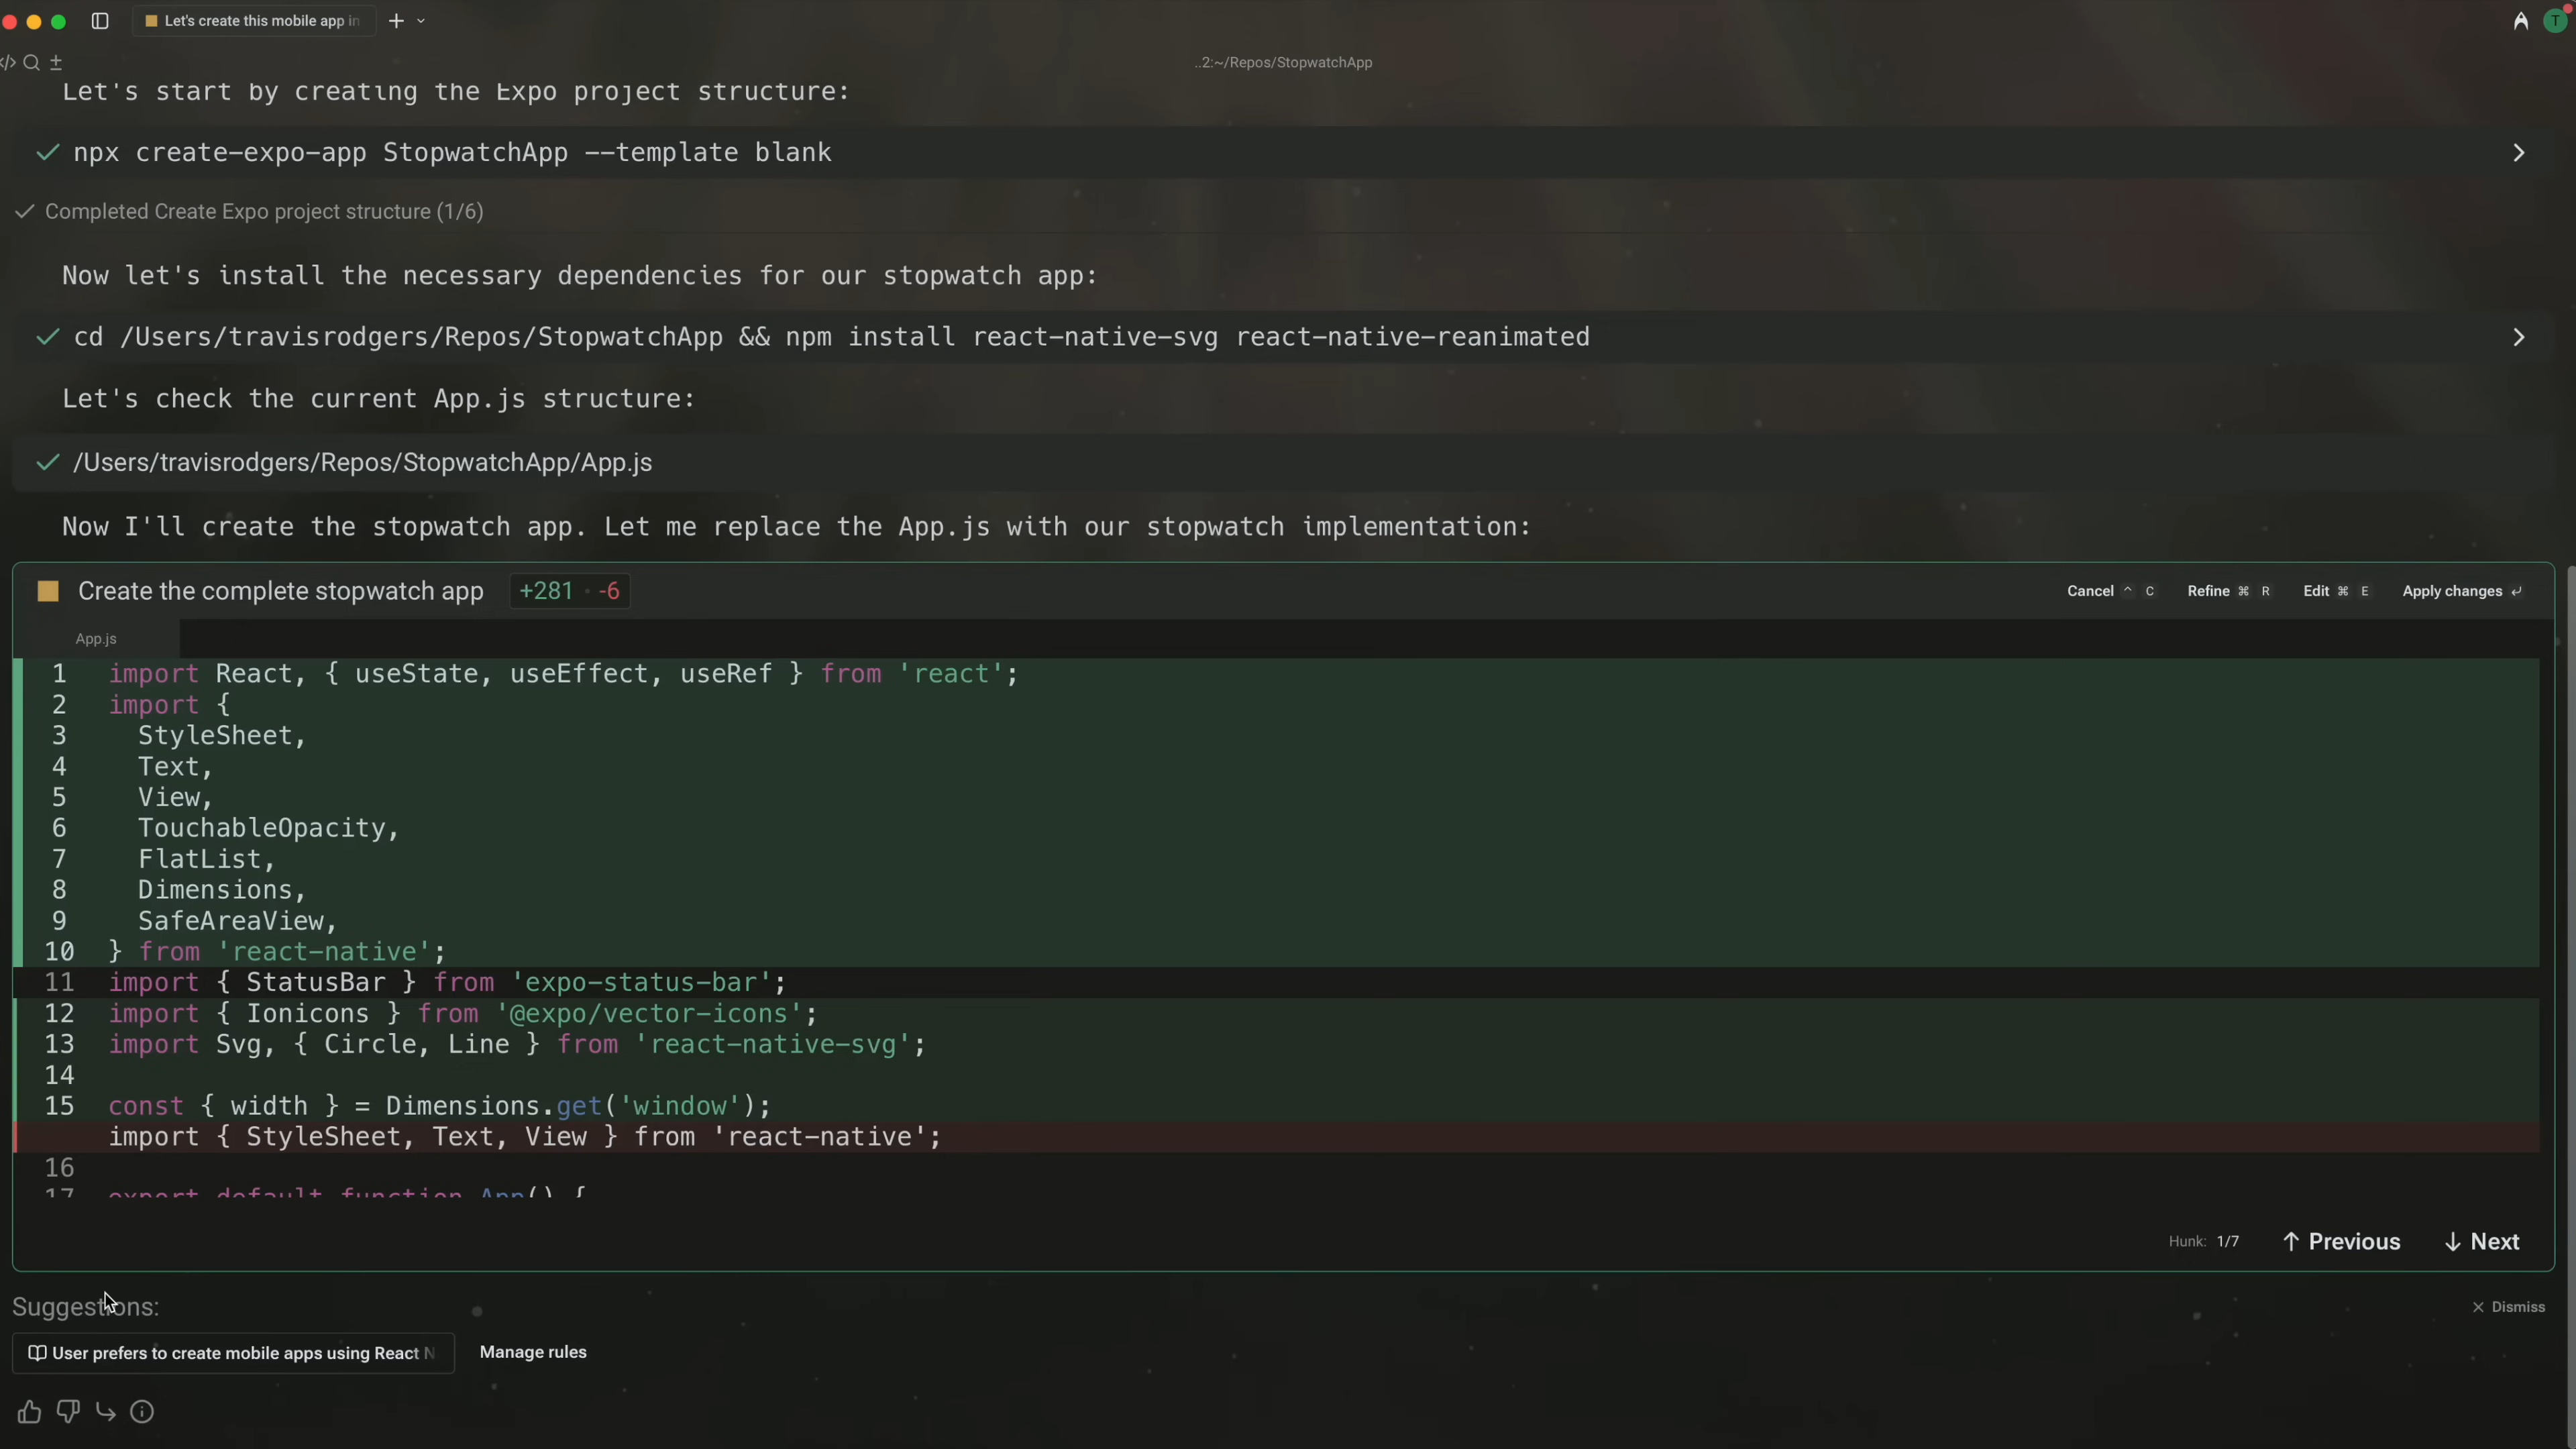 Let's create this mobile app in
T
..2:~/Repos/StopwatchApp
Let's start by creating the Expo project structure:
npx create-expo-app StopwatchApp --template blank
Completed Create Expo project structure (1/6)
Now let's install the necessary dependencies for our stopwatch app:
cd /Users/travisrodgers/Repos/StopwatchApp && npm install react-native-svg react-native-reanimated
Let's check the current App.js structure:
/Users/travisrodgers/Repos/StopwatchApp/App.js
Now I'll create the stopwatch app. Let me replace the App.js with our stopwatch implementation:
Create the complete stopwatch app +281 · -6 Cancel ^ C Refine ⌘ R Edit ⌘ E Apply changes ↵
App.js
1 import React, { useState, useEffect, useRef } from 'react';
2 import {
3 StyleSheet,
4 Text,
5 View,
6 TouchableOpacity,
7 FlatList,
8 Dimensions,
9 SafeAreaView,
10 } from 'react-native';
11 import { StatusBar } from 'expo-status-bar';
12 import { Ionicons } from '@expo/vector-icons';
13 import Svg, { Circle, Line } from 'react-native-svg';
14
15 const { width } = Dimensions.get('window');
import { StyleSheet, Text, View } from 'react-native';
16
17 export default function App() {
Hunk: 1/7 ↑ Previous ↓ Next
Suggestions: × Dismiss
User prefers to create mobile apps using React N Manage rules